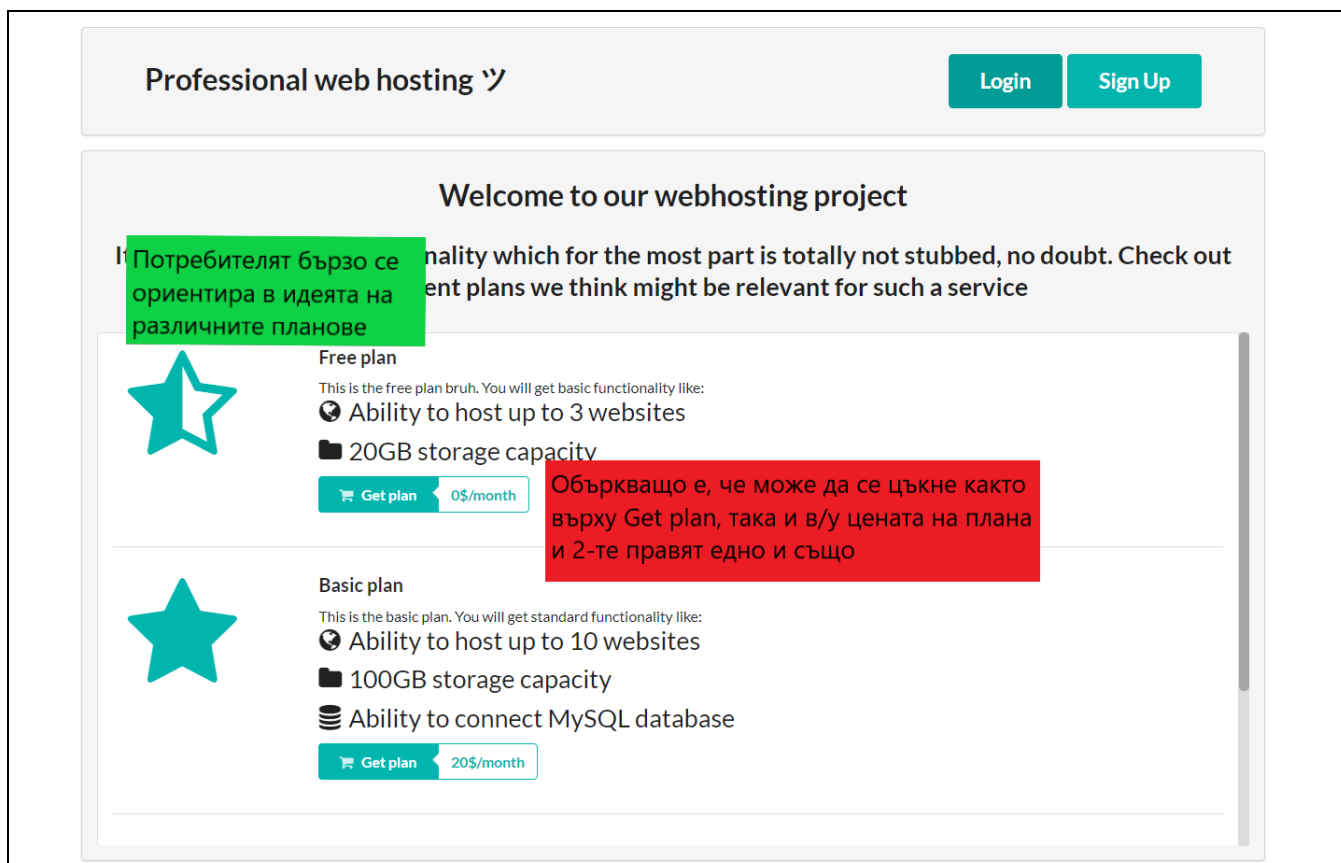 Professional web hosting ツ
Login
Sign Up
Welcome to our webhosting project
nality which for the most part is totally not stubbed, no doubt. Check out
ent plans we think might be relevant for such a service
Потребителят бързо се
ориентира в идеята на
различните планове
Free plan
This is the free plan bruh. You will get basic functionality like:
Ability to host up to 3 websites
20GB storage capacity
Get plan
0$/month
Объркващо е, че може да се цъкне както
върху Get plan, така и в/у цената на плана
и 2-те правят едно и също
Basic plan
This is the basic plan. You will get standard functionality like:
Ability to host up to 10 websites
100GB storage capacity
Ability to connect MySQL database
Get plan
20$/month